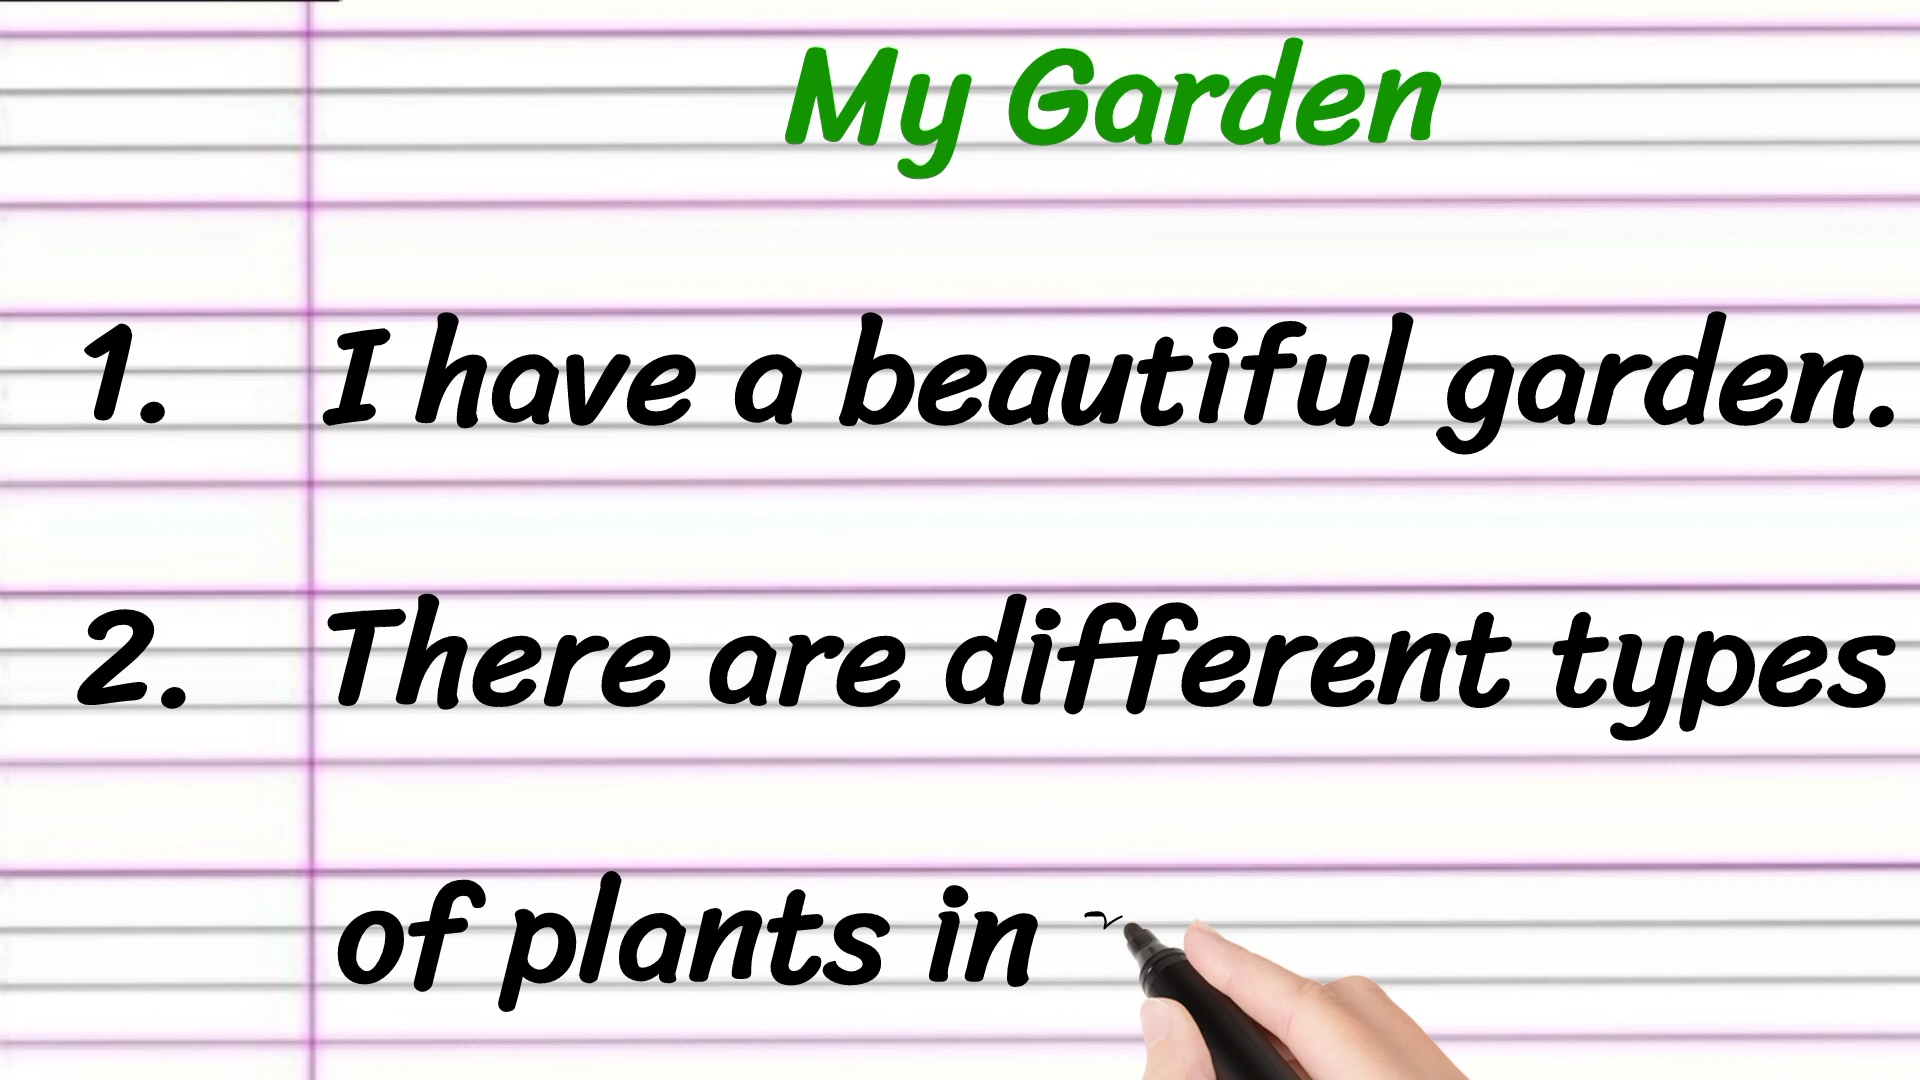 My Garden
1. I have a beautiful garden.
2. There are different types
of plants in